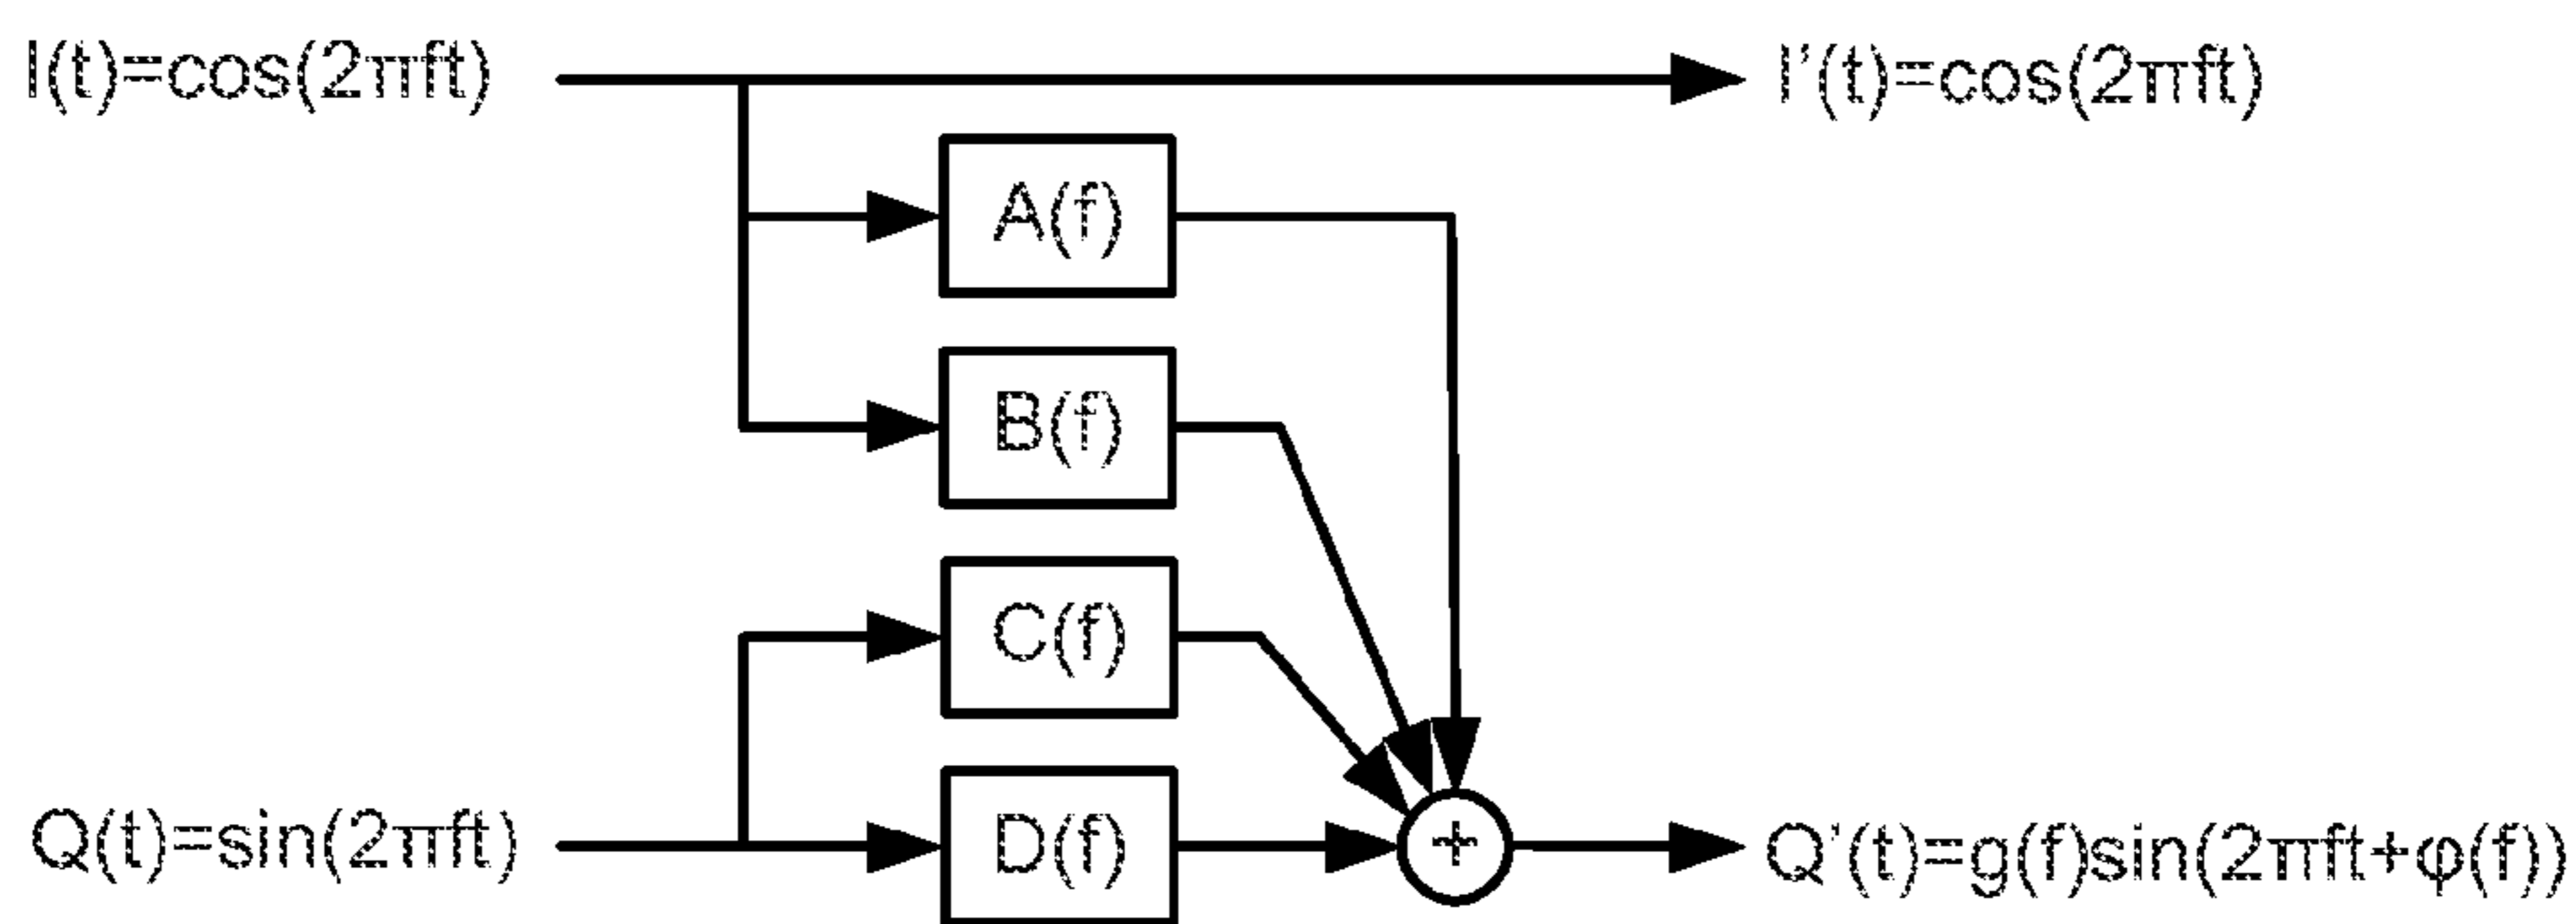 I(t)=cos(2πft)
I'(t)=cos(2πft)
A(f)
B(f)
C(f)
D(f)
+
Q(t)=sin(2πft)
Q'(t)=g(f)sin(2πft+φ(f))